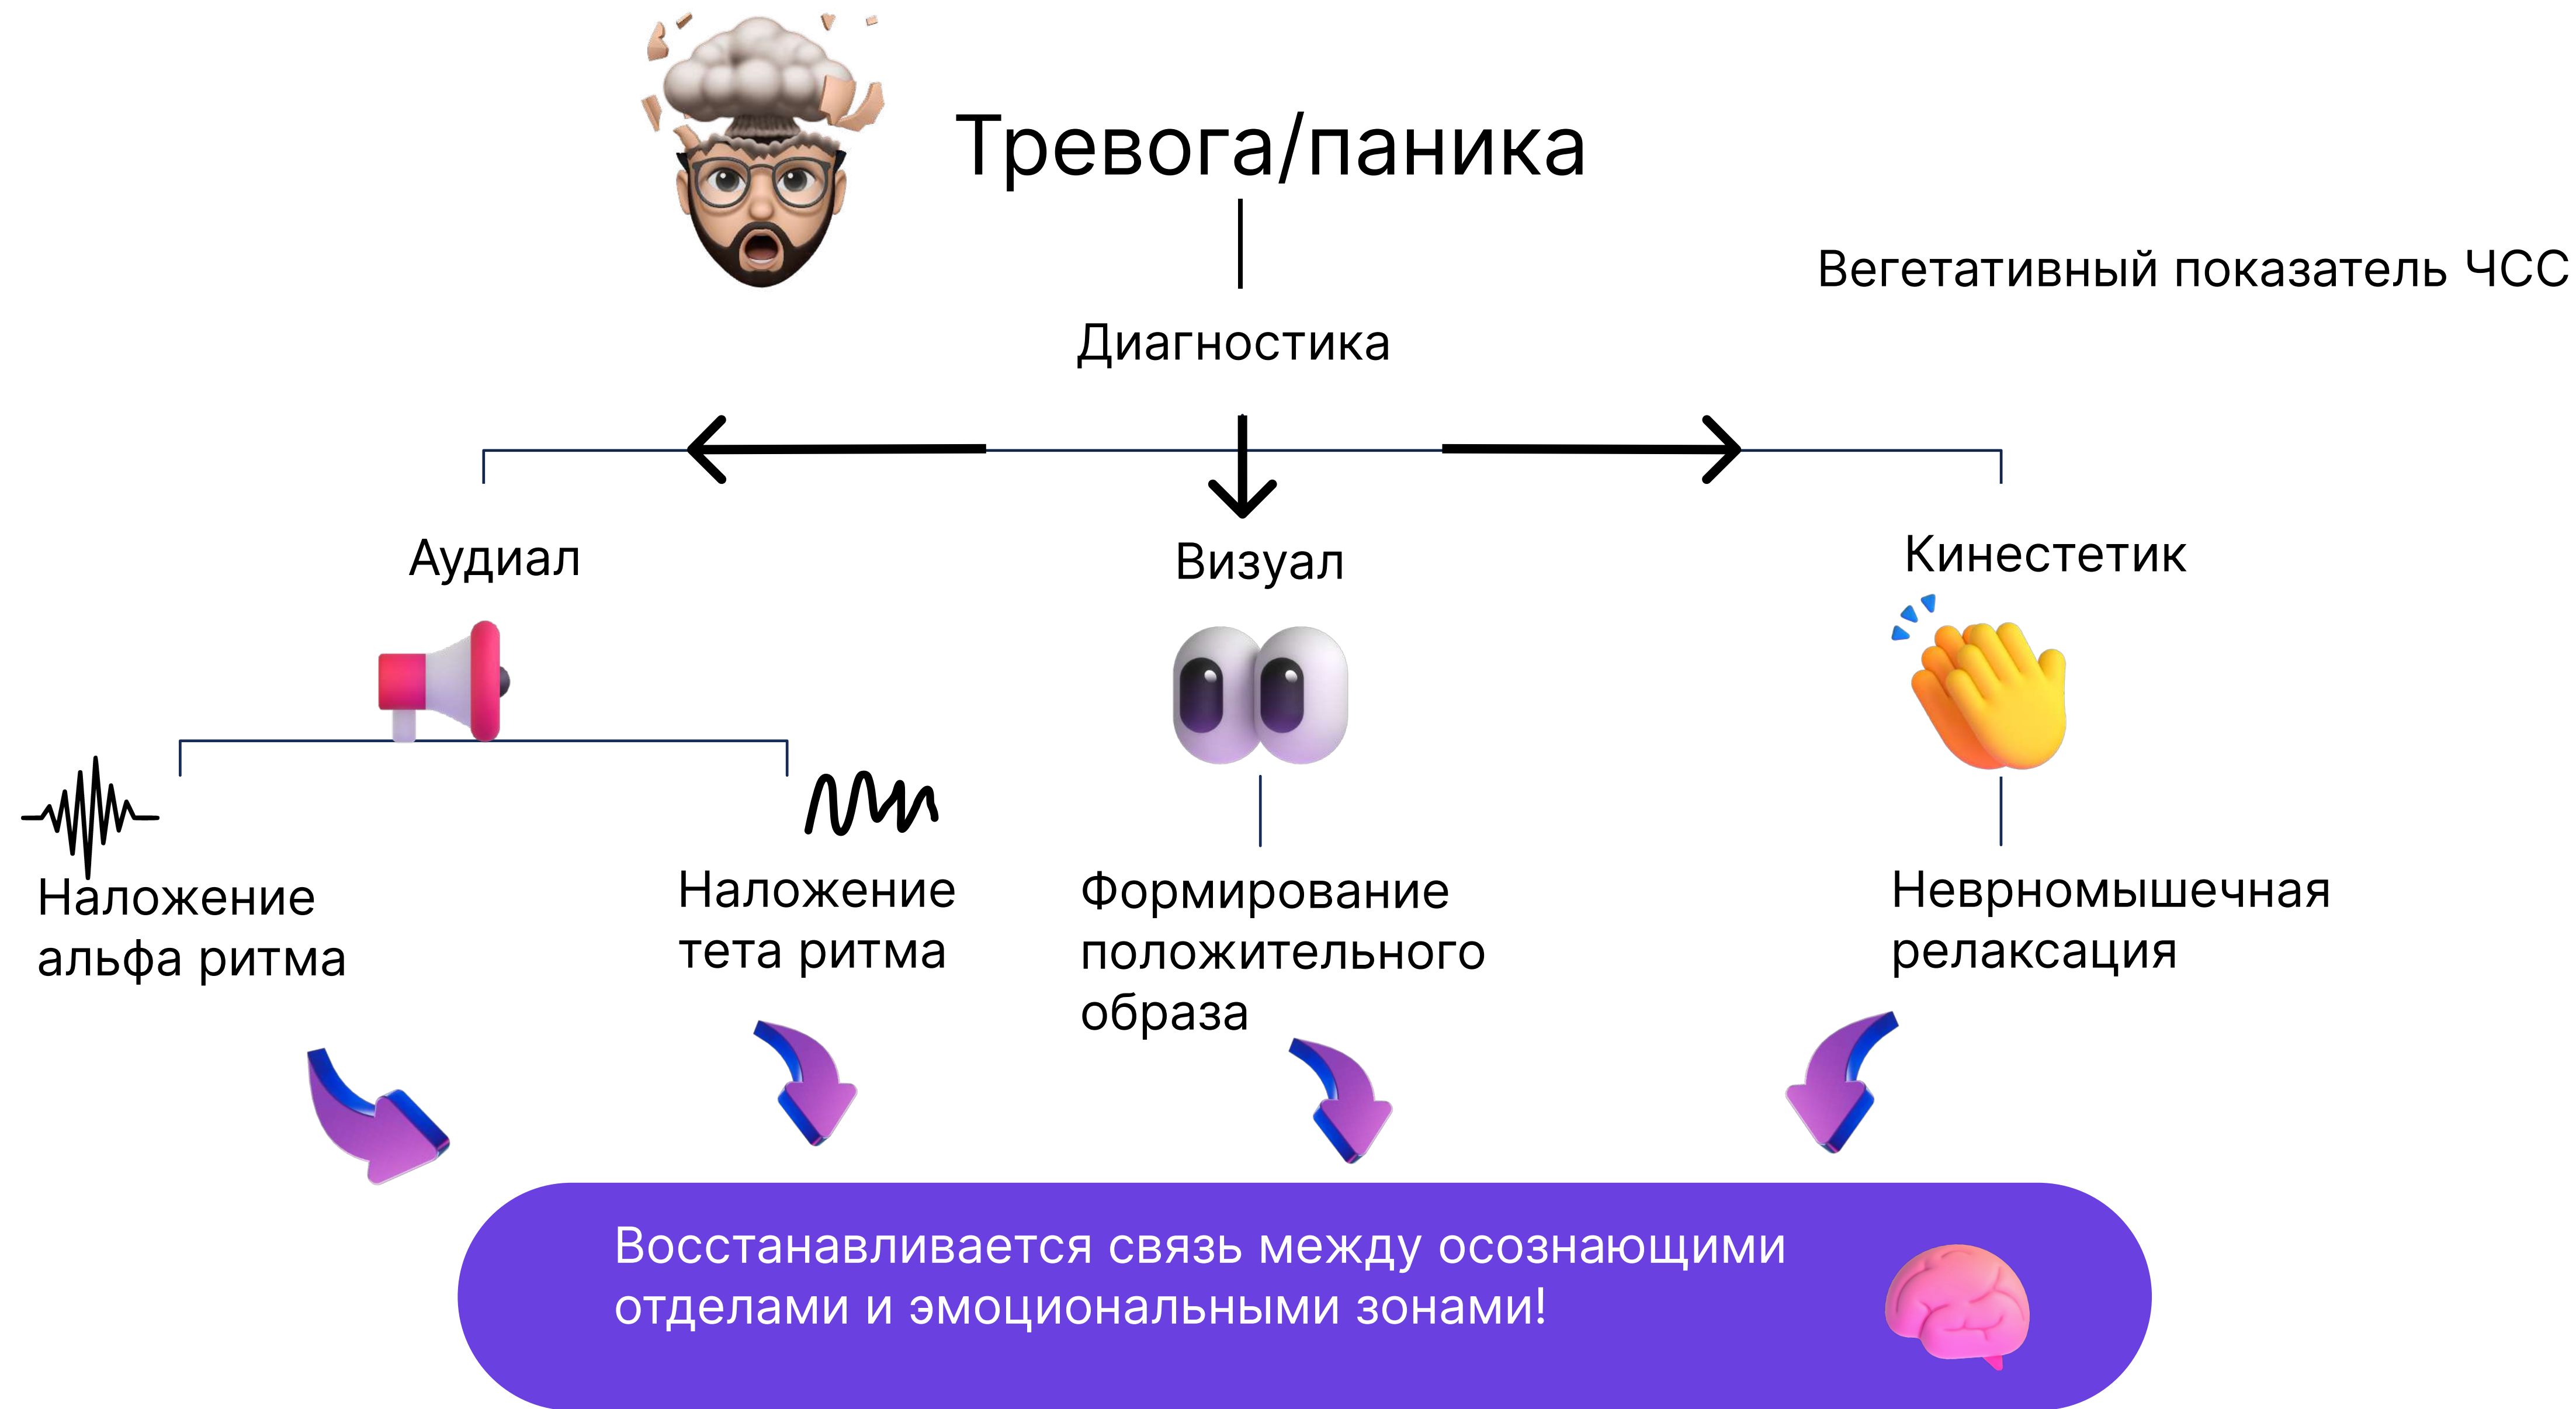 Тревога/паника
Вегетативный показатель ЧСС
Диагностика
Аудиал
Визуал
Кинестетик
Наложение
альфа ритма
Наложение
тета ритма
Формирование
положительного
образа
Неврномышечная
релаксация
Восстанавливается связь между осознающими
отделами и эмоциональными зонами!